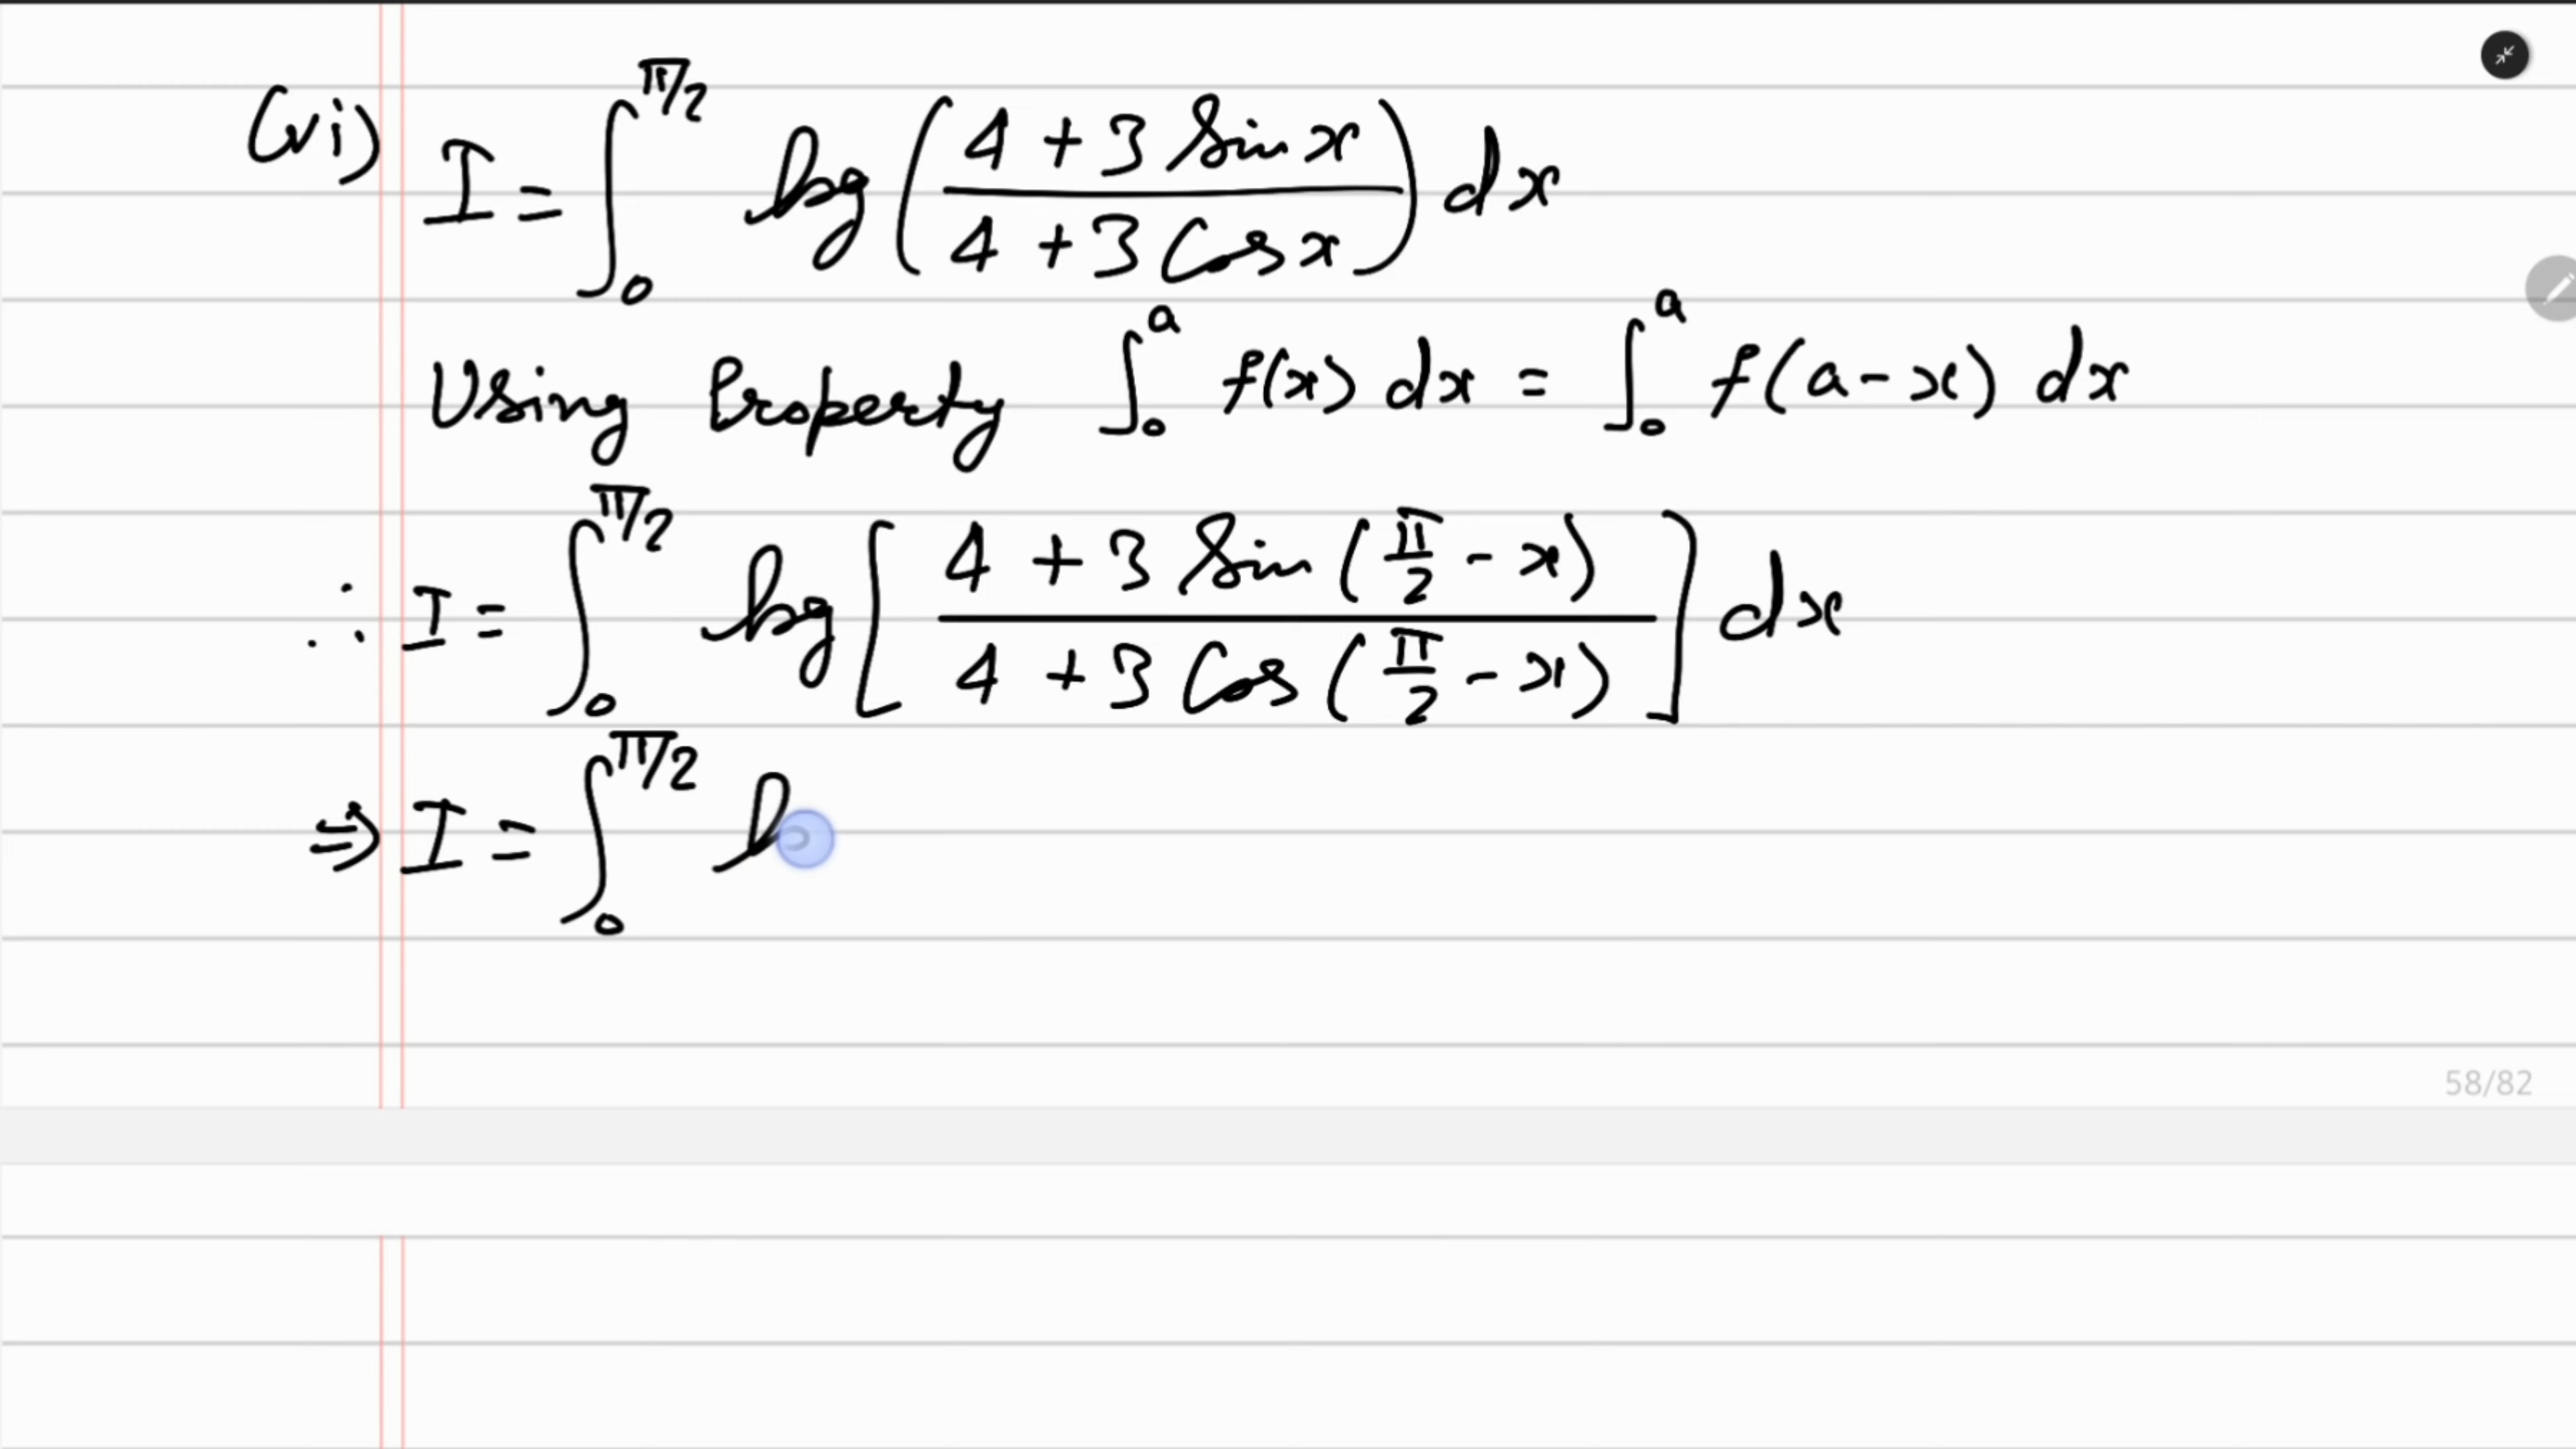 (vi) I = ∫₀^{π/2} log((4 + 3 Sin x)/(4 + 3 Cos x)) dx
Using Property ∫₀^a f(x) dx = ∫₀^a f(a - x) dx
∴ I = ∫₀^{π/2} log[(4 + 3 Sin(π/2 - x))/(4 + 3 Cos(π/2 - x))] dx
⇒ I = ∫₀^{π/2} lo
58/82